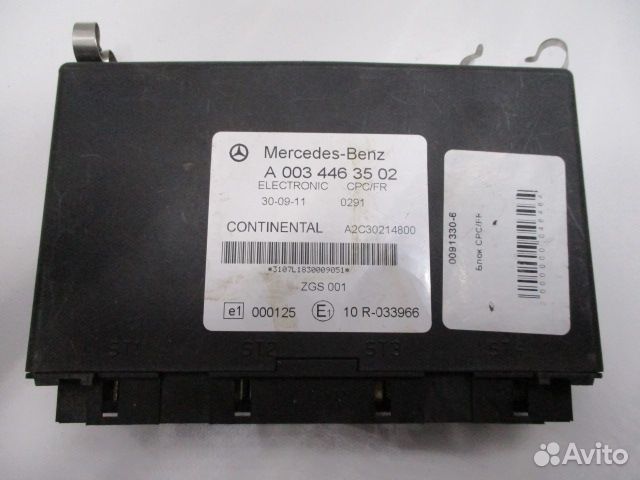 Mercedes-Benz
A 003 446 35 02
ELECTRONIC CPC/FR
30-09-11 0291
CONTINENTAL A2C30214800
*3107L1830009051*
ZGS 001
e1 000125 E1 10 R-033966
0091330-6
Блок CPC/FR
ST1 ST2 ST3 ST4
Avito